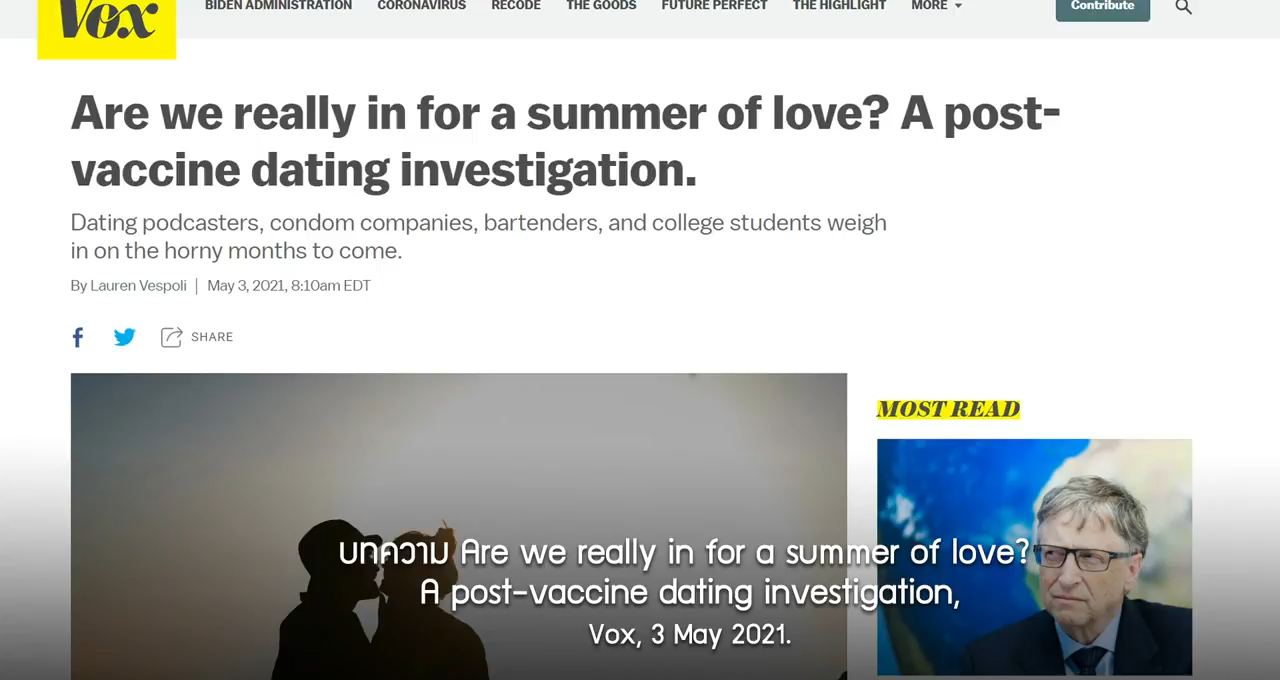 Vox
BIDEN ADMINISTRATION CORONAVIRUS RECODE THE GOODS FUTURE PERFECT THE HIGHLIGHT MORE Contribute
Are we really in for a summer of love? A post-
vaccine dating investigation.
Dating podcasters, condom companies, bartenders, and college students weigh
in on the horny months to come.
By Lauren Vespoli | May 3, 2021, 8:10am EDT
SHARE
MOST READ
บทความ Are we really in for a summer of love?
A post-vaccine dating investigation,
Vox, 3 May 2021.